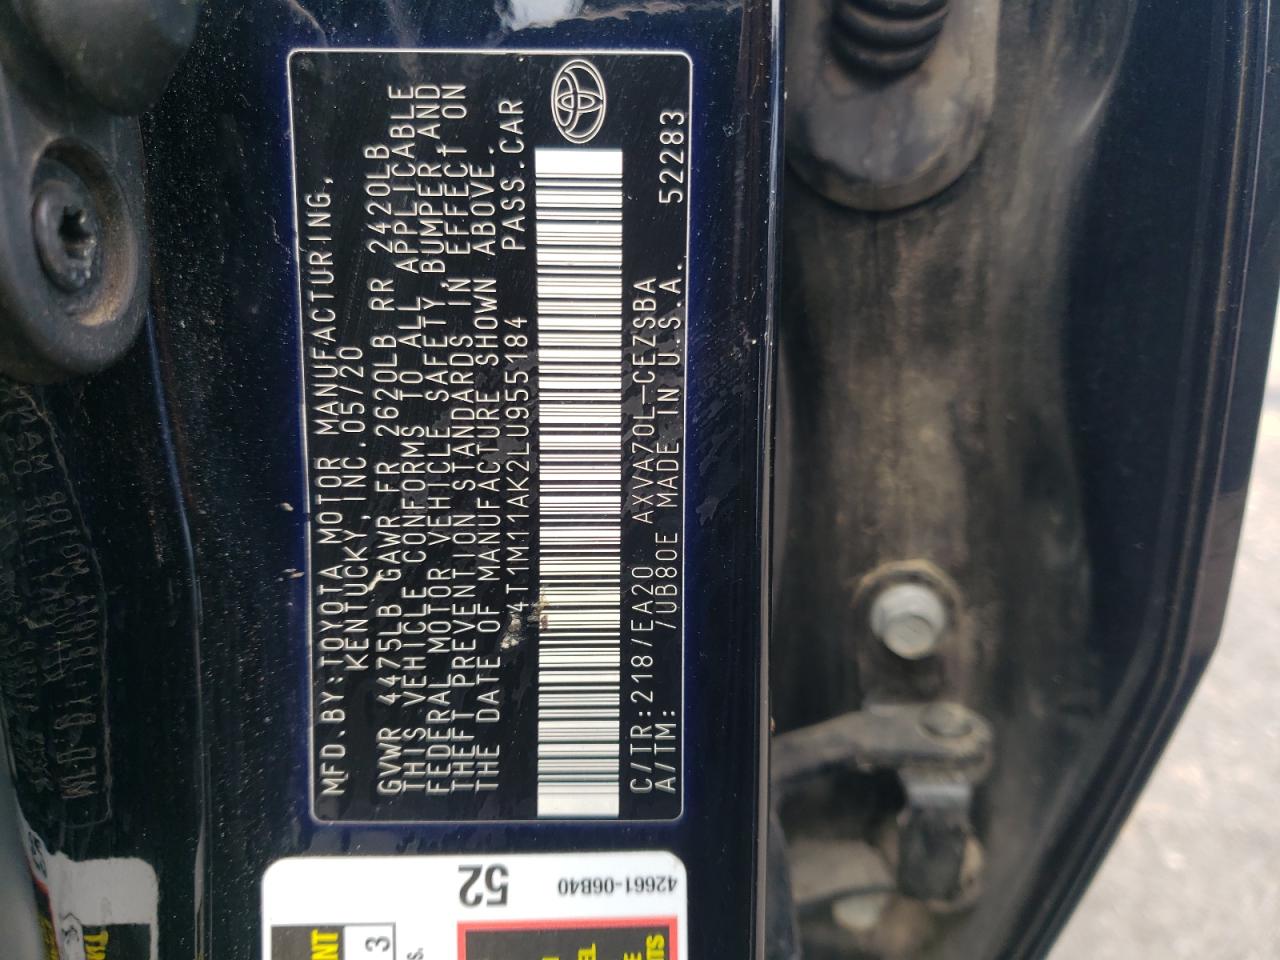 MFD.BY:TOYOTA MOTOR MANUFACTURING,
KENTUCKY, INC. 05/20
GVWR 4475LB GAWR FR 2620LB RR 2420LB
THIS VEHICLE CONFORMS TO ALL APPLICABLE
FEDERAL MOTOR VEHICLE SAFETY, BUMPER, AND
THEFT PREVENTION STANDARDS IN EFFECT ON
THE DATE OF MANUFACTURE SHOWN ABOVE.
4T1M11AK2LU955184 PASS.CAR
C/TR:218/EA20 AXVA70L-CEZSBA
A/TM: /UB80E MADE IN U.S.A. 52283
52
42661-06B40
3